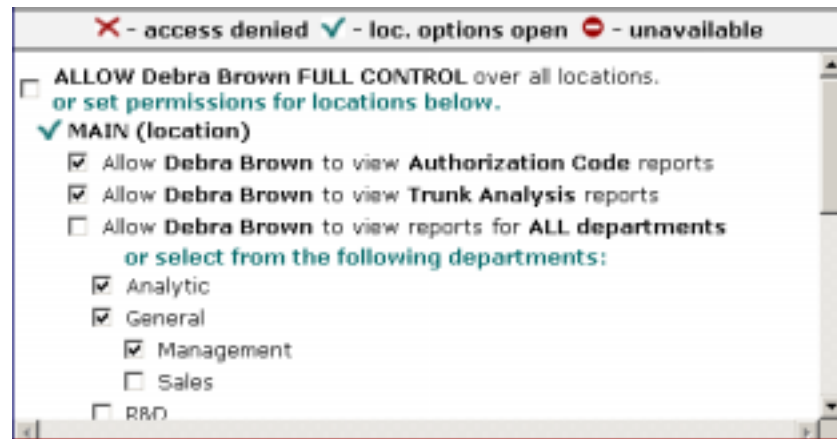 - access denied - loc. options open - unavailable
ALLOW Debra Brown FULL CONTROL over all locations.
or set permissions for locations below.
MAIN (location)
Allow Debra Brown to view Authorization Code reports
Allow Debra Brown to view Trunk Analysis reports
Allow Debra Brown to view reports for ALL departments
or select from the following departments:
Analytic
General
Management
Sales
R&D